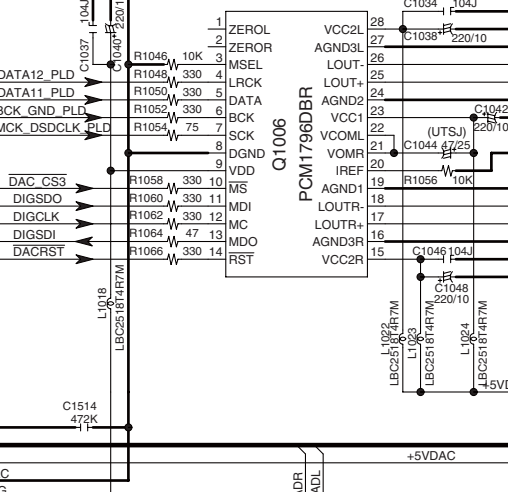 104J
C1037
220/1
C1040
C1034
104J
C1038
220/10
DATA12_PLD
DATA11_PLD
BCK_GND_PLD
MCK_DSDCLK_PLD
R1046 10K
R1048 330
R1050 330
R1052 330
R1054 75
1 ZEROL
2 ZEROR
3 MSEL
4 LRCK
5 DATA
6 BCK
7 SCK
8 DGND
9 VDD
10 MS
11 MDI
12 MC
13 MDO
14 RST
Q1006
PCM1796DBR
VCC2L 28
AGND3L 27
IOUT- 26
IOUT+ 25
AGND2 24
VCC1 23
VCOML 22
VOMR 21
IREF 20
AGND1 19
LOUTR- 18
LOUTR+ 17
AGND3R 16
VCC2R 15
C1042
220/10
(UTSJ)
C1044 47/25
R1056 10K
DAC_CS3
DIGSDO
DIGCLK
DIGSDI
DACRST
R1058 330
R1060 330
R1062 330
R1064 47
R1066 330
C1046 104J
C1048
220/10
L1018
LBC2518T4R7M
L1022
LBC2518T4R7M
L1023
LBC2518T4R7M
L1024
LBC2518T4R7M
+5VD
C1514
472K
+5VDAC
C
G
ADR
ADL